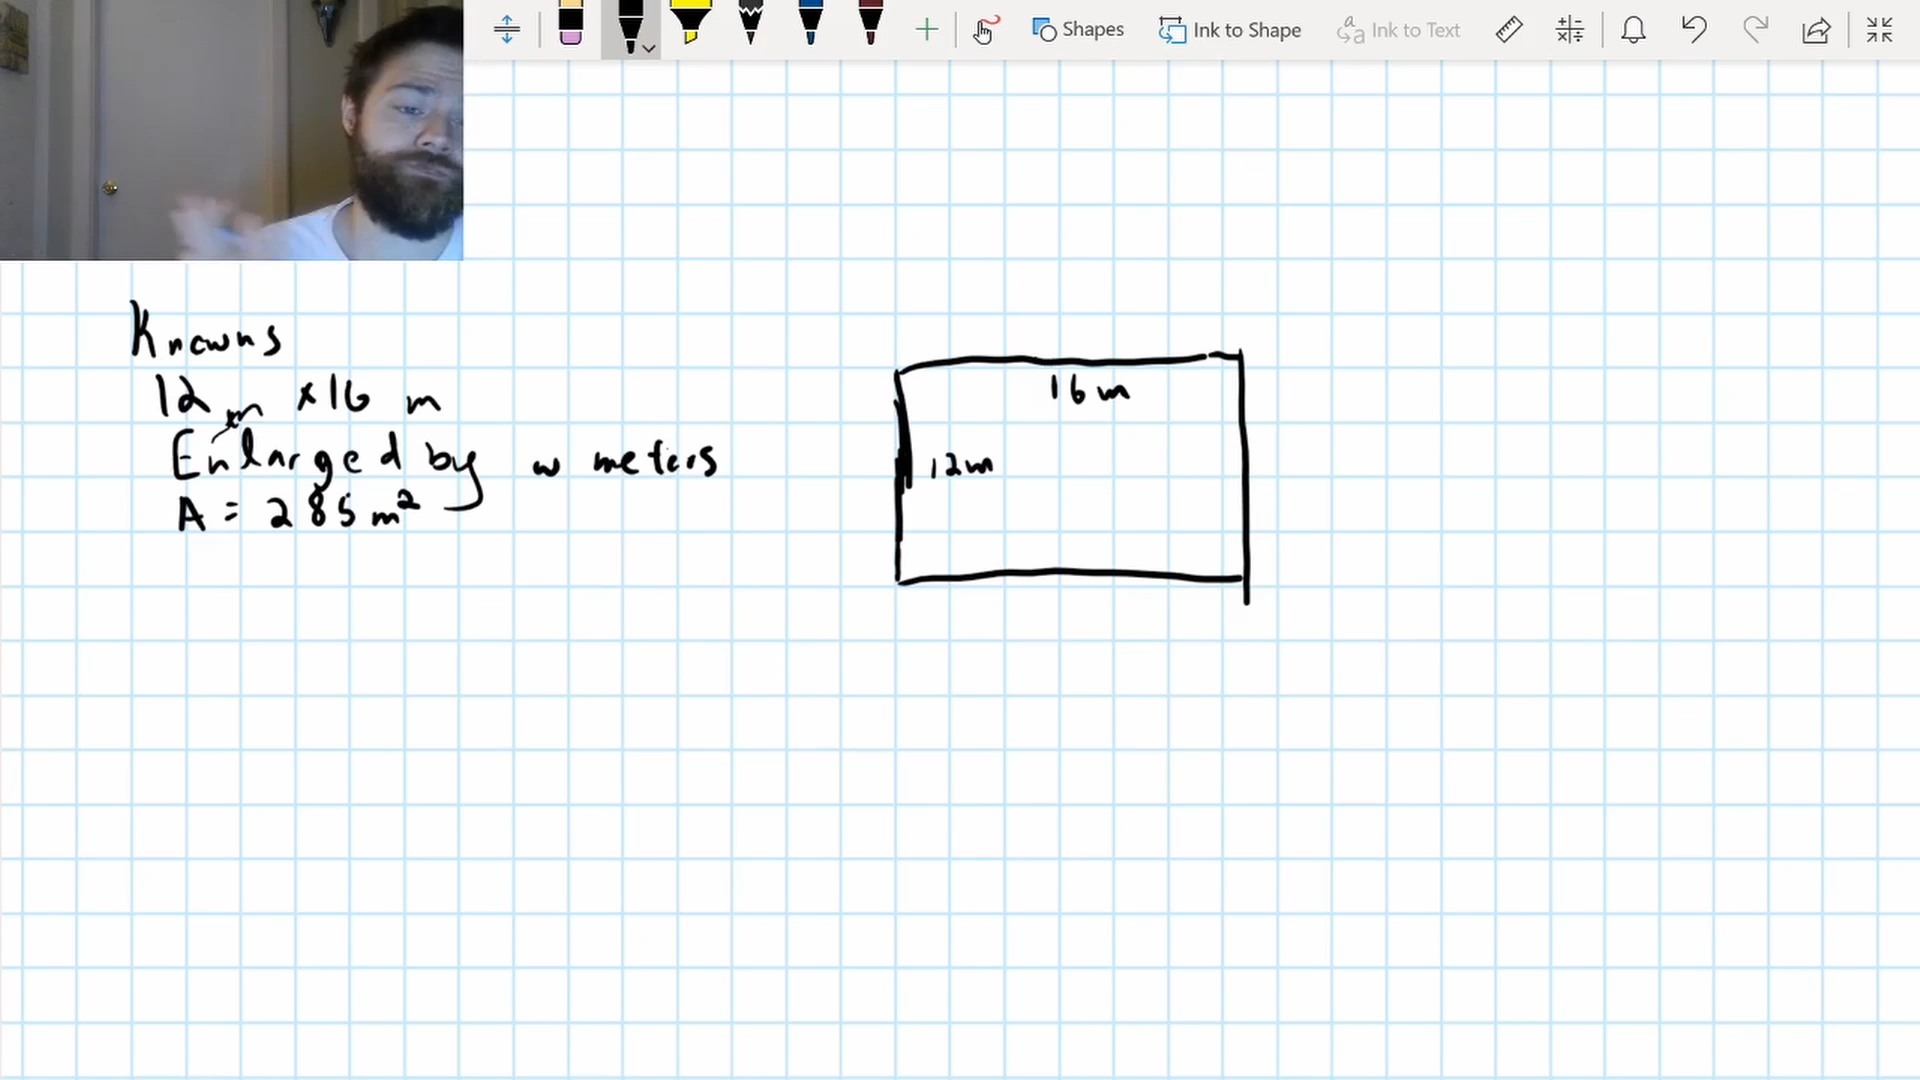 Shapes
Ink to Shape
Ink to Text
Knowns
12 m x 16 m
Enlarged by w meters
A = 285 m²
16 m
12 m